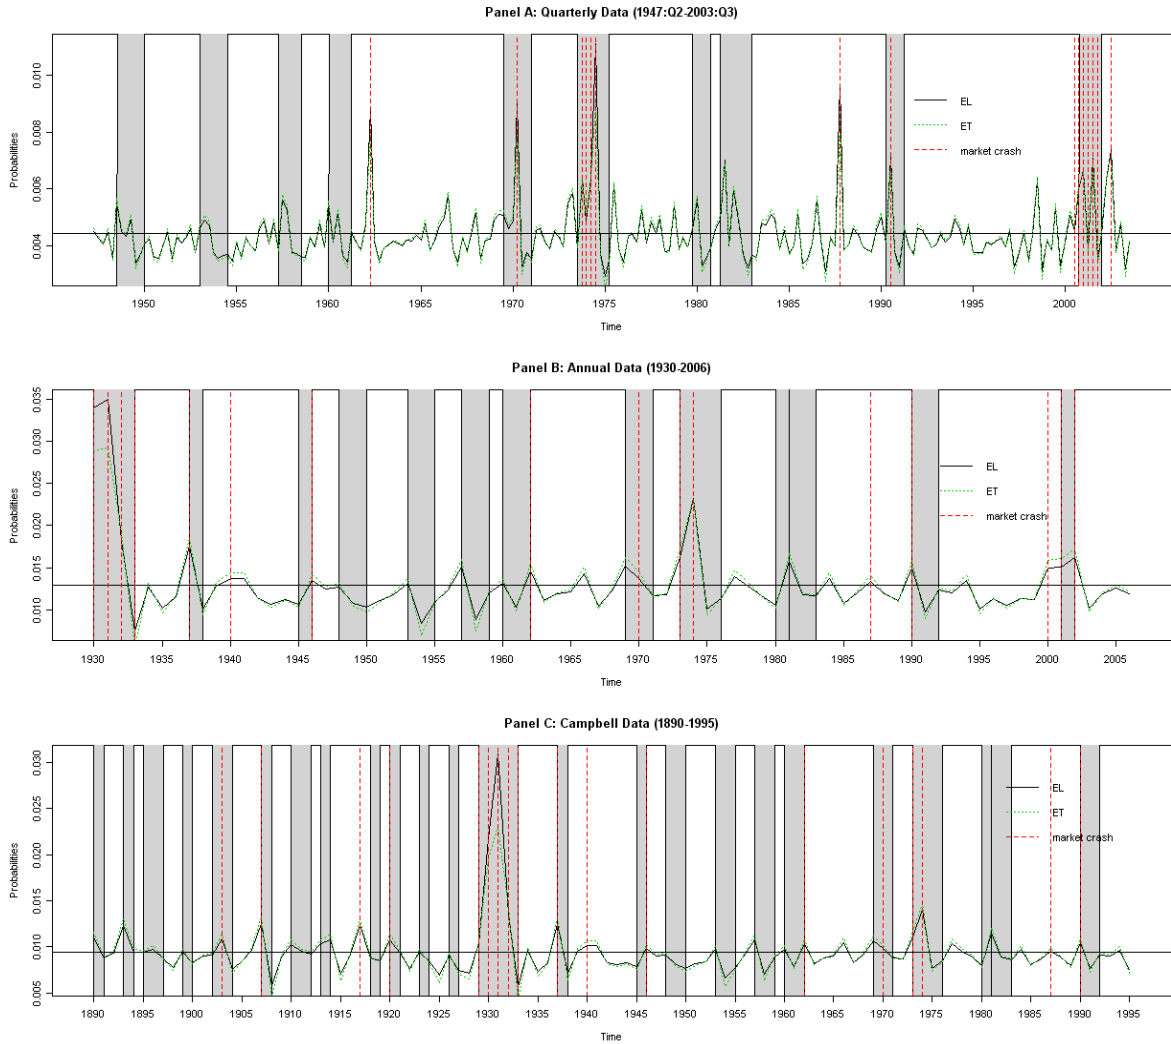 Panel A: Quarterly Data (1947:Q2-2003:Q3)
0.010
0.008
0.006
0.004
Probabilities
EL
ET
market crash
1950 1955 1960 1965 1970 1975 1980 1985 1990 1995 2000
Time
Panel B: Annual Data (1930-2006)
0.035
0.030
0.025
0.020
0.015
0.010
Probabilities
EL
ET
market crash
1930 1935 1940 1945 1950 1955 1960 1965 1970 1975 1980 1985 1990 1995 2000 2005
Time
Panel C: Campbell Data (1890-1995)
0.030
0.025
0.020
0.015
0.010
0.005
Probabilities
EL
ET
market crash
1890 1895 1900 1905 1910 1915 1920 1925 1930 1935 1940 1945 1950 1955 1960 1965 1970 1975 1980 1985 1990 1995
Time